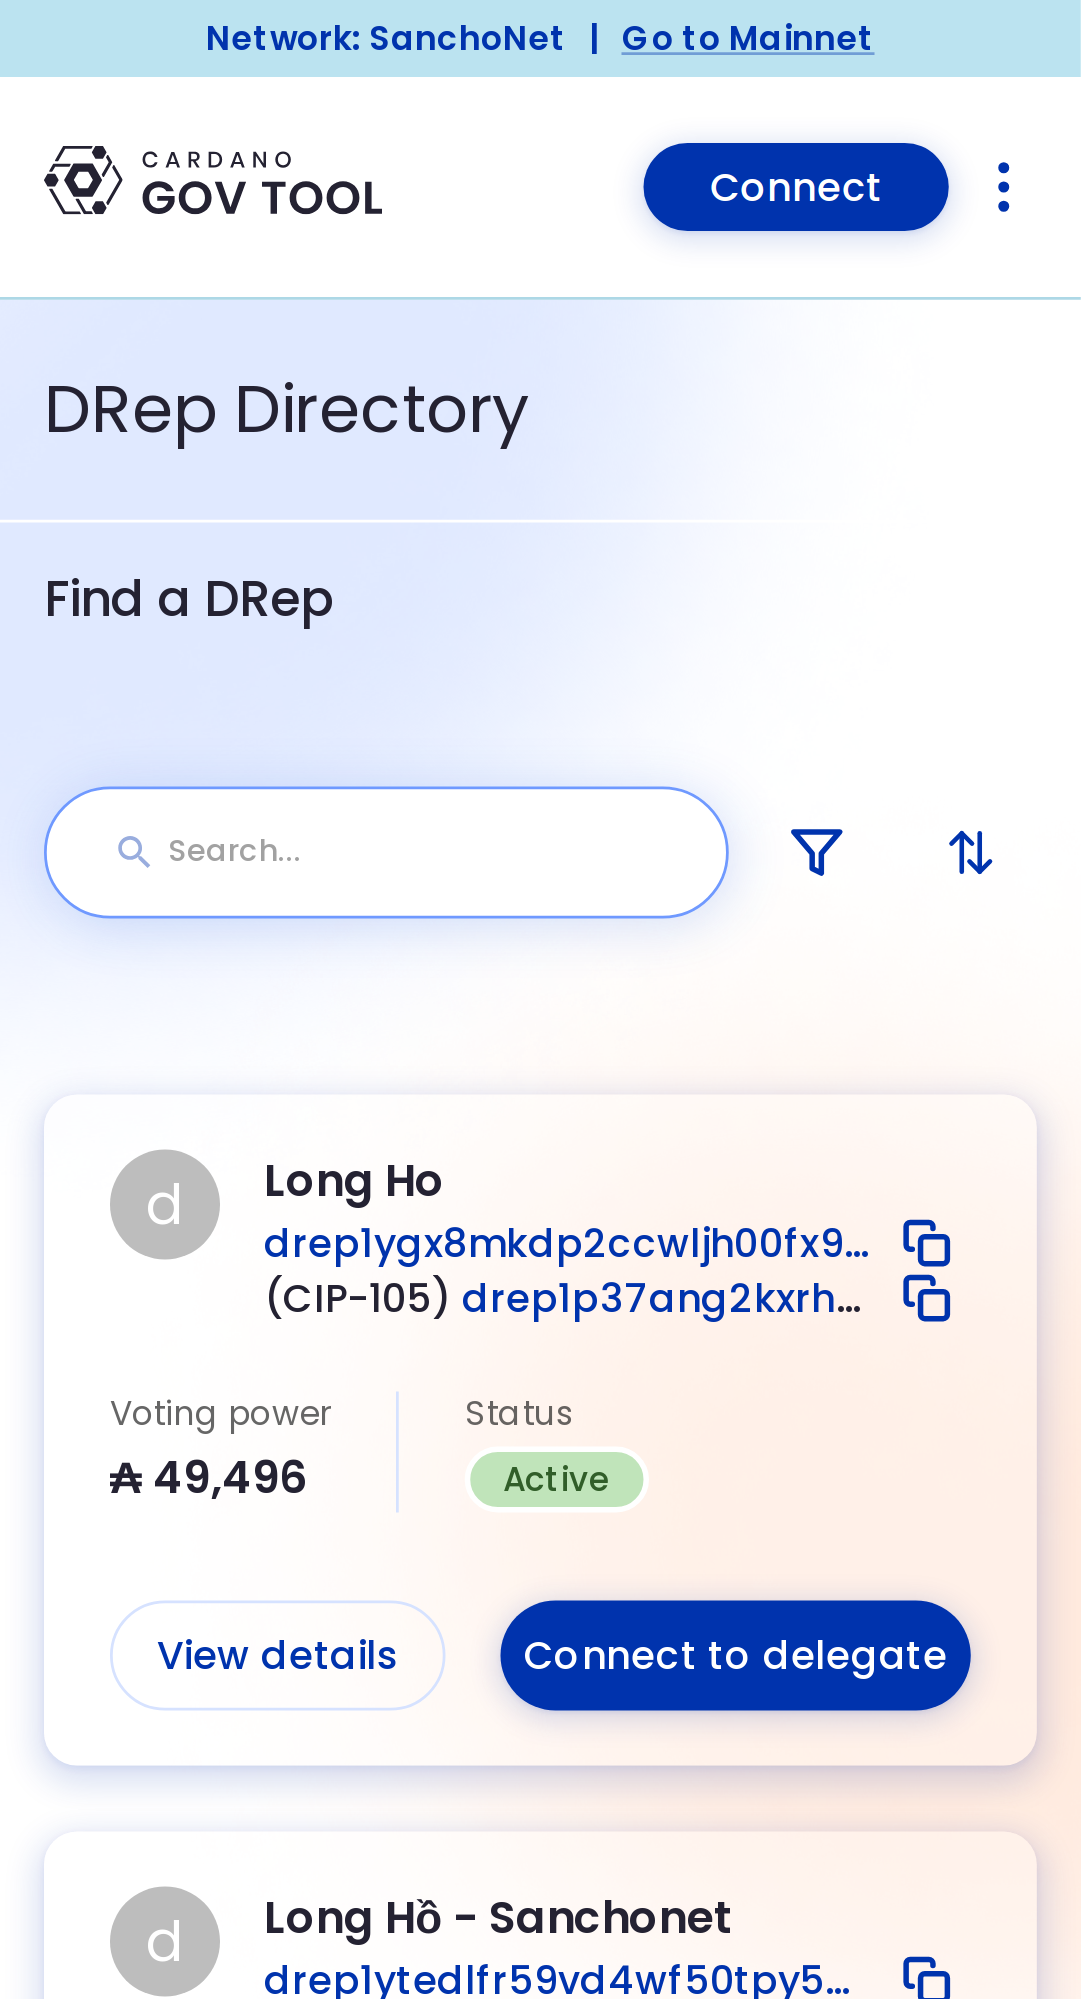 Network: SanchoNet | Go to Mainnet
CARDANO
GOV TOOL
Connect
DRep Directory
Find a DRep
Search...
d
Long Ho
drep1ygx8mkdp2ccwljh00fx9...
(CIP-105) drep1p37ang2kxrh...
Voting power
Status
₳ 49,496
Active
View details
Connect to delegate
d
Long Hồ - Sanchonet
drep1ytedlfr59vd4wf50tpy5...